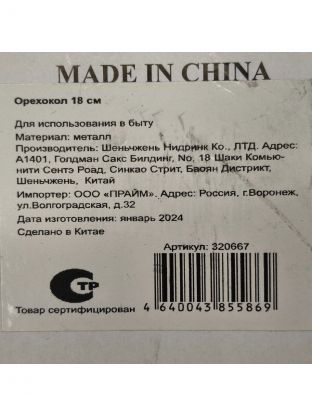 MADE IN CHINA
Орехокол 18 см
Для использования в быту
Материал: металл
Производитель: Шеньчжень Нидринк Ко., ЛТД. Адрес:
А1401, Голдман Сакс Билдинг, No, 18 Шаки Комью-
нити Сентэ Роад, Синкао Стрит, Баоян Дистрикт,
Шеньчжень, Китай
Импортер: ООО «ПРАЙМ». Адрес: Россия, г.Воронеж,
ул.Волгоградская, д.32
Дата изготовления: январь 2024
Сделано в Китае
Артикул: 320667
СТР
Товар сертифицирован
4 640043 855869